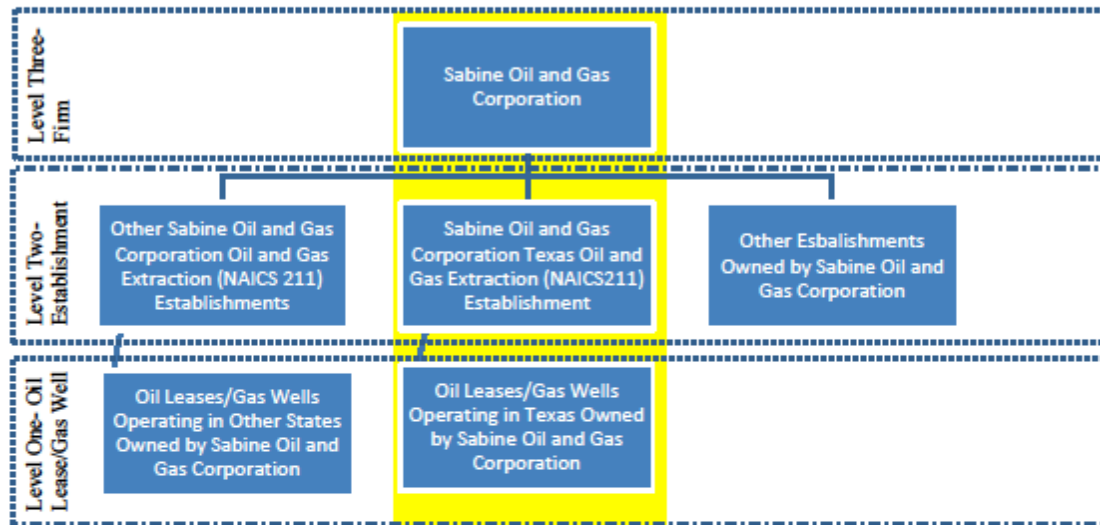 Level Three-
Firm
Sabine Oil and Gas
Corporation
Level Two-
Establishment
Other Sabine Oil and Gas
Corporation Oil and Gas
Extraction (NAICS 211)
Establishments
Sabine Oil and Gas
Corporation Texas Oil and
Gas Extraction (NAICS211)
Establishment
Other Esbalishments
Owned by Sabine Oil and
Gas Corporation
Level One- Oil
Lease/Gas Well
Oil Leases/Gas Wells
Operating in Other States
Owned by Sabine Oil and
Gas Corporation
Oil Leases/Gas Wells
Operating in Texas Owned
by Sabine Oil and Gas
Corporation